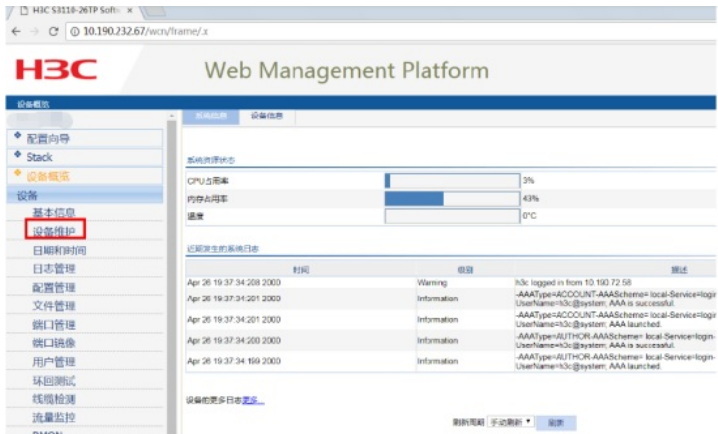 H3C S3110-26TP Softw
10.190.232.67/wcn/frame/.x
H3C
Web Management Platform
设备概览
系统信息 设备信息
配置向导
Stack
设备概览
设备
基本信息
设备维护
日期和时间
日志管理
配置管理
文件管理
端口管理
端口镜像
用户管理
环回测试
线缆检测
流量监控
RMON
系统资源状态
CPU占用率 3%
内存占用率 43%
温度 0°C
近期发生的系统日志
时间 级别 描述
Apr 26 19:37:34:208 2000 Warning h3c logged in from 10.190.72.58
Apr 26 19:37:34:201 2000 Information -AAAType=ACCOUNT-AAAScheme= local-Service=login
UserName=h3c@system; AAA is successful.
Apr 26 19:37:34:201 2000 Information -AAAType=ACCOUNT-AAAScheme= local-Service=login
UserName=h3c@system; AAA launched.
Apr 26 19:37:34:200 2000 Information -AAAType=AUTHOR-AAAScheme= local-Service=login-
UserName=h3c@system; AAA is successful.
Apr 26 19:37:34:199 2000 Information -AAAType=AUTHOR-AAAScheme= local-Service=login-
UserName=h3c@system; AAA launched.
设备的更多日志更多...
刷新周期 手动刷新 刷新